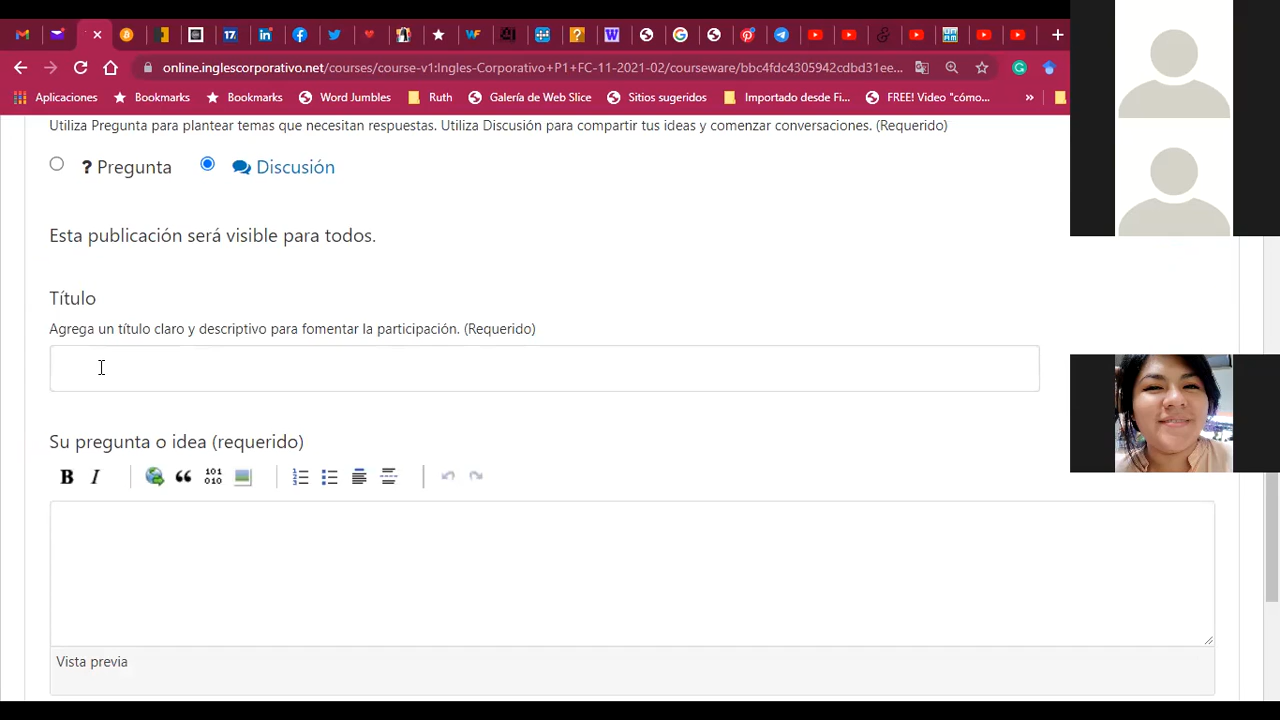 online.inglescorporativo.net/courses/course-v1:Ingles-Corporativo+P1+FC-11-2021-02/courseware/bbc4fdc4305942cdbd31ee...
Aplicaciones Bookmarks Bookmarks Word Jumbles Ruth Galería de Web Slice Sitios sugeridos Importado desde Fi... FREE! Video "cómo... »
Utiliza Pregunta para plantear temas que necesitan respuestas. Utiliza Discusión para compartir tus ideas y comenzar conversaciones. (Requerido)
? Pregunta Discusión
Esta publicación será visible para todos.
Título
Agrega un título claro y descriptivo para fomentar la participación. (Requerido)
Su pregunta o idea (requerido)
B I 101 010
Vista previa